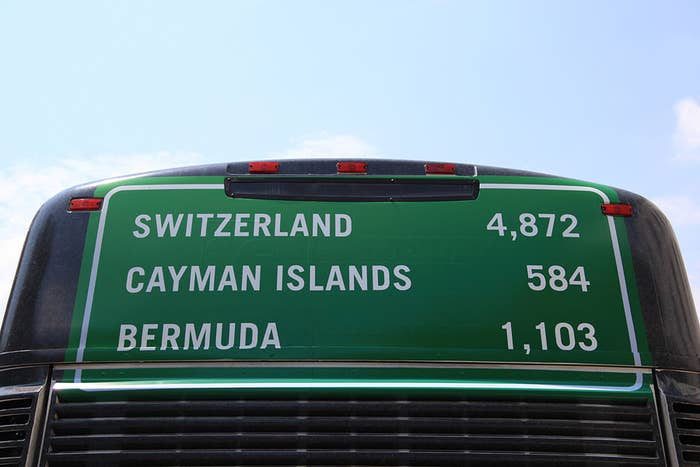 SWITZERLAND 4,872
CAYMAN ISLANDS 584
BERMUDA 1,103